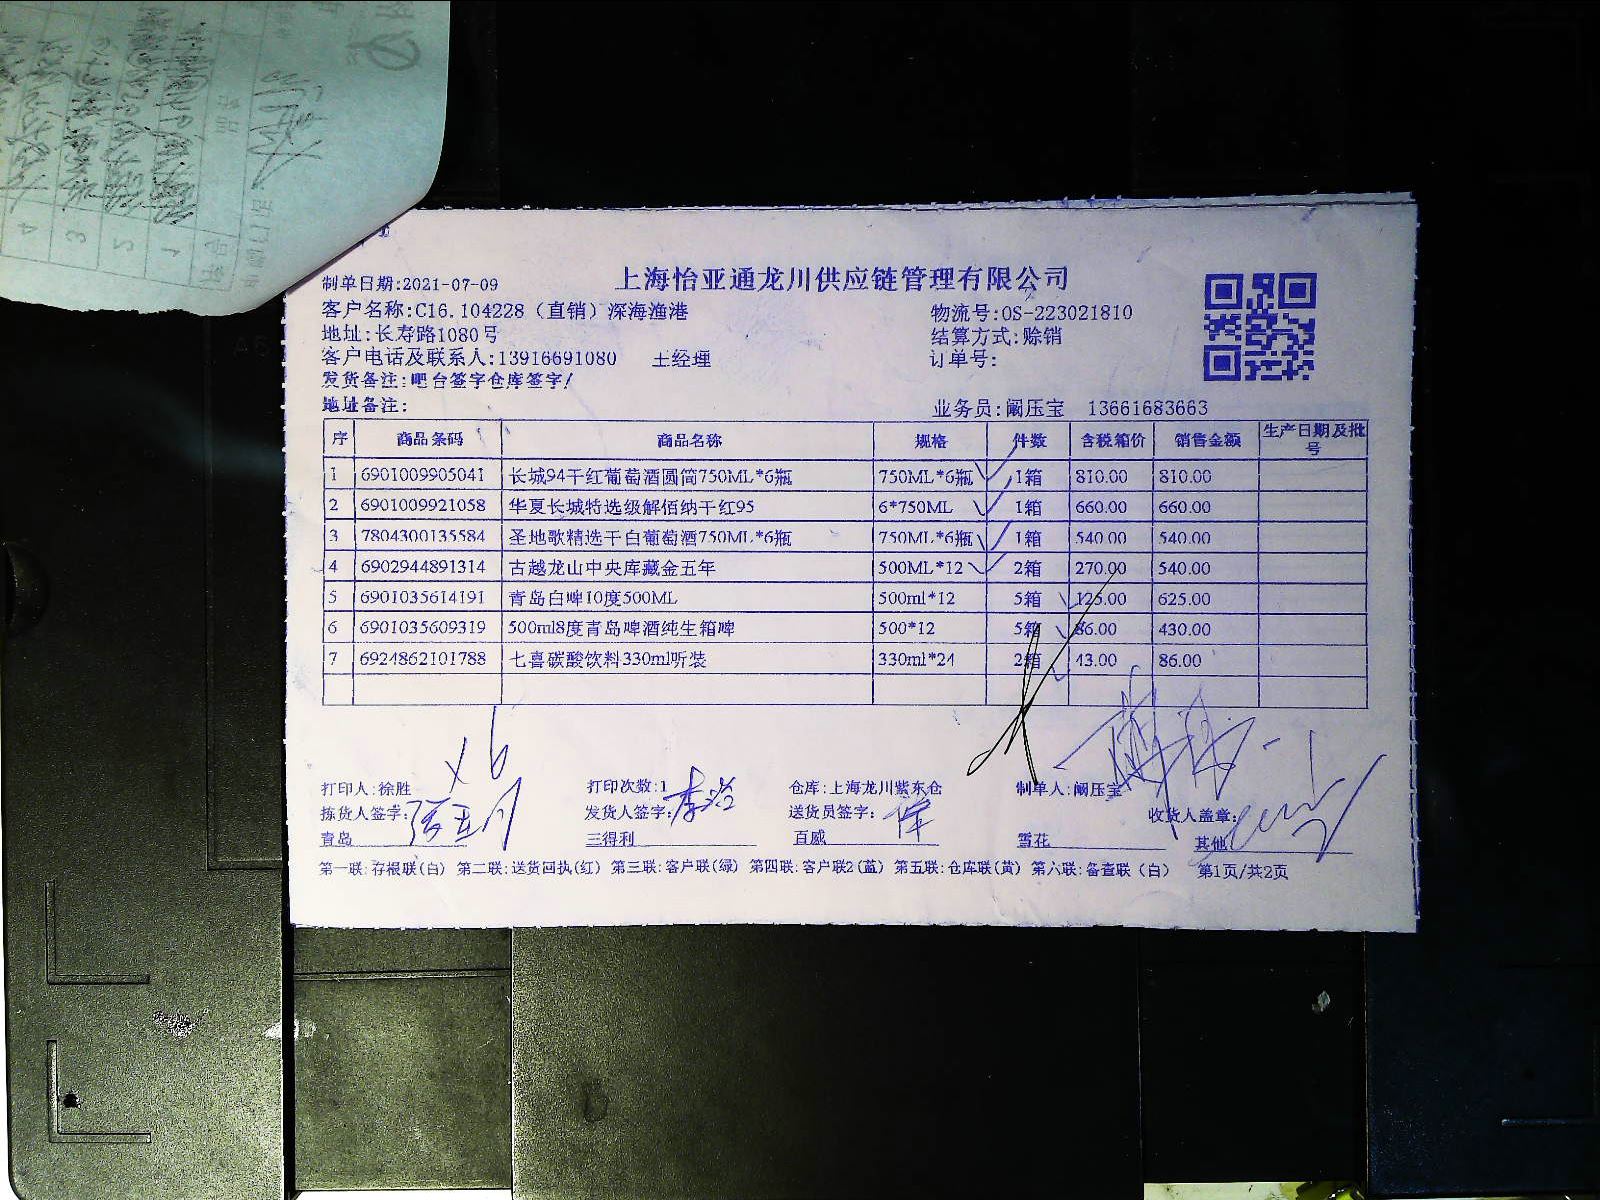 上海怡亚通龙川供应链管理有限公司
制单日期:2021-07-09
客户名称:C16.104228（直销）深海渔港 物流号:OS-223021810
地址:长寿路1080号 结算方式:赊销
客户电话及联系人:13916691080 王经理 订单号:
发货备注:吧台签字仓库签字/
地址备注: 业务员:阚压宝 13661683663
序 商品条码 商品名称 规格 件数 含税箱价 销售金额 生产日期及批号
1 6901009905041 长城94干红葡萄酒圆筒750ML*6瓶 750ML*6瓶 1箱 810.00 810.00
2 6901009921058 华夏长城特选级解佰纳干红95 6*750ML 1箱 660.00 660.00
3 7804300135584 圣地歌精选干白葡萄酒750ML*6瓶 750ML*6瓶 1箱 540.00 540.00
4 6902944891314 古越龙山中央库藏金五年 500ML*12 2箱 270.00 540.00
5 6901035614191 青岛白啤10度500ML 500ml*12 5箱 125.00 625.00
6 6901035609319 500ml8度青岛啤酒纯生箱啤 500*12 5箱 86.00 430.00
7 6924862101788 七喜碳酸饮料330ml听装 330ml*24 2箱 43.00 86.00
打印人:徐胜 打印次数:1 仓库:上海龙川紫东仓 制单人:阚压宝
拣货人签字: 发货人签字: 送货员签字: 收货人盖章:
青岛 三得利 百威 雪花 其他
第一联:存根联(白) 第二联:送货回执(红) 第三联:客户联(绿) 第四联:客户联2(蓝) 第五联:仓库联(黄) 第六联:备查联（白） 第1页/共2页